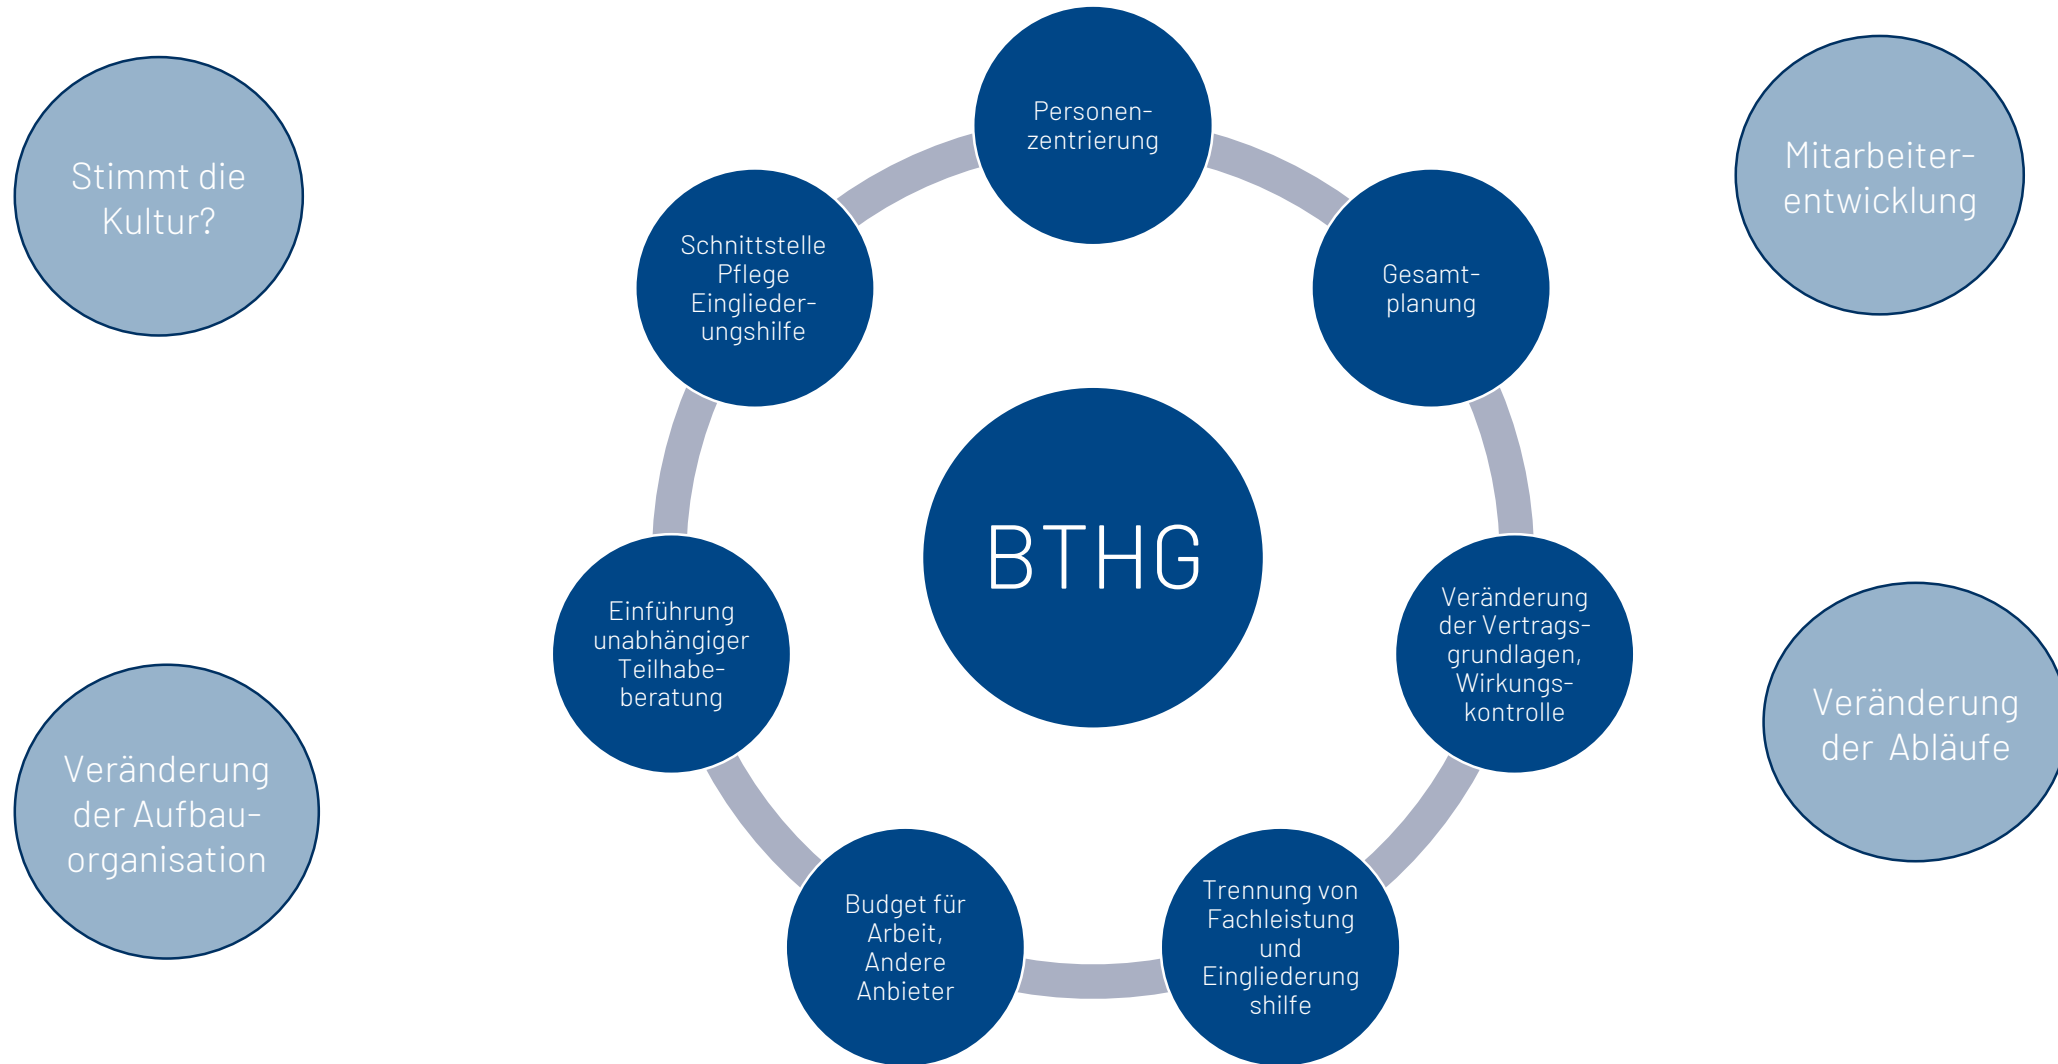 Stimmt die
Kultur?
Personen-
zentrierung
Mitarbeiter-
entwicklung
Schnittstelle
Pflege
Einglieder-
ungshilfe
Gesamt-
planung
BTHG
Einführung
unabhängiger
Teilhabe-
beratung
Veränderung
der Vertrags-
grundlagen,
Wirkungs-
kontrolle
Veränderung
der Aufbau-
organisation
Veränderung
der  Abläufe
Budget für
Arbeit,
Andere
Anbieter
Trennung von
Fachleistung
und
Eingliederung
shilfe